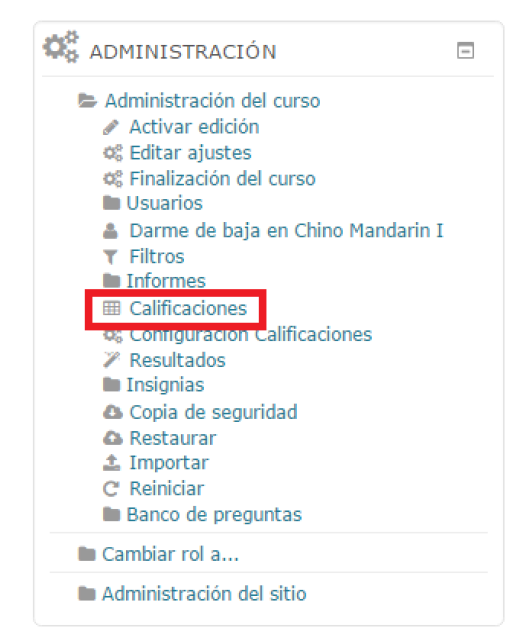 ADMINISTRACIÓN
Administración del curso
Activar edición
Editar ajustes
Finalización del curso
Usuarios
Darme de baja en Chino Mandarin I
Filtros
Informes
Calificaciones
Configuración Calificaciones
Resultados
Insignias
Copia de seguridad
Restaurar
Importar
Reiniciar
Banco de preguntas
Cambiar rol a...
Administración del sitio